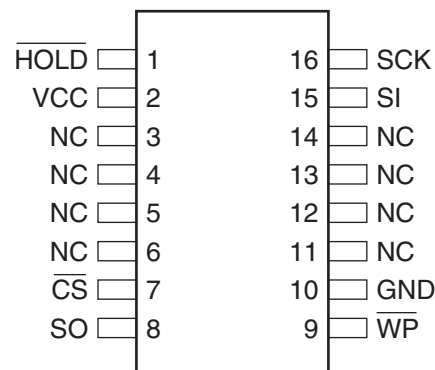 HOLD 1 16 SCK
VCC 2 15 SI
NC 3 14 NC
NC 4 13 NC
NC 5 12 NC
NC 6 11 NC
CS 7 10 GND
SO 8 9 WP